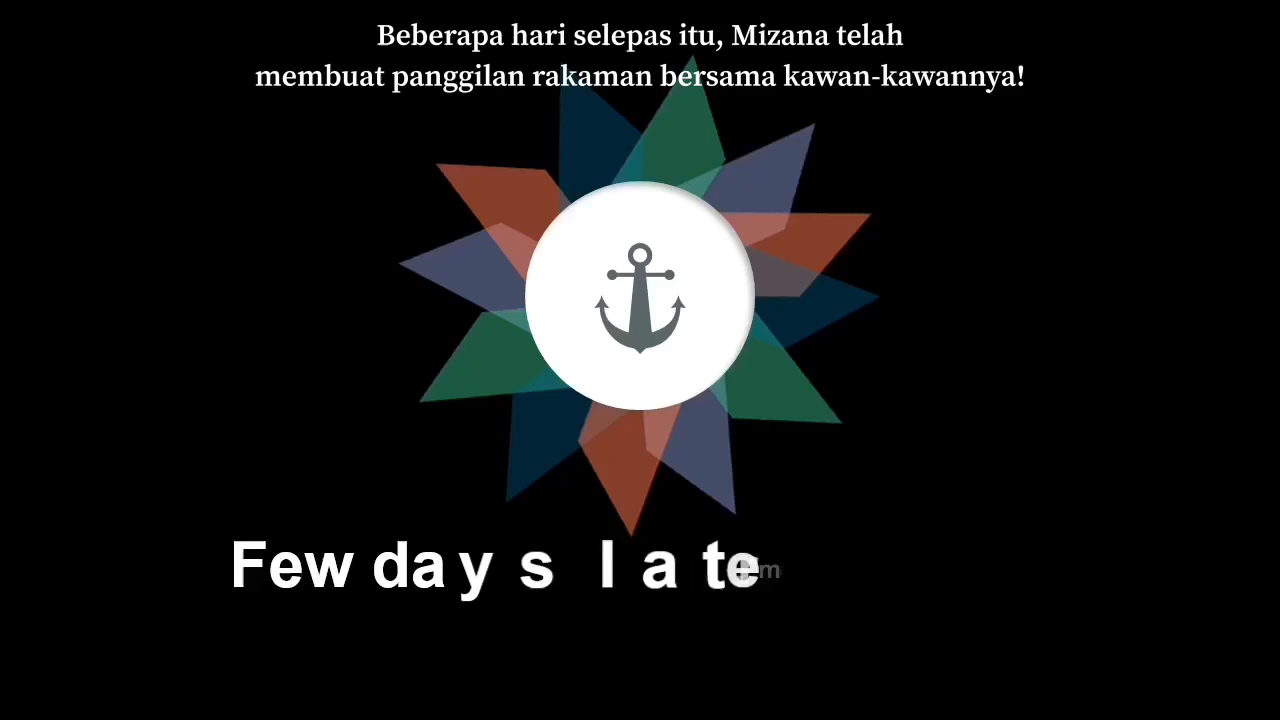 Beberapa hari selepas itu, Mizana telah
membuat panggilan rakaman bersama kawan-kawannya!
Few days late